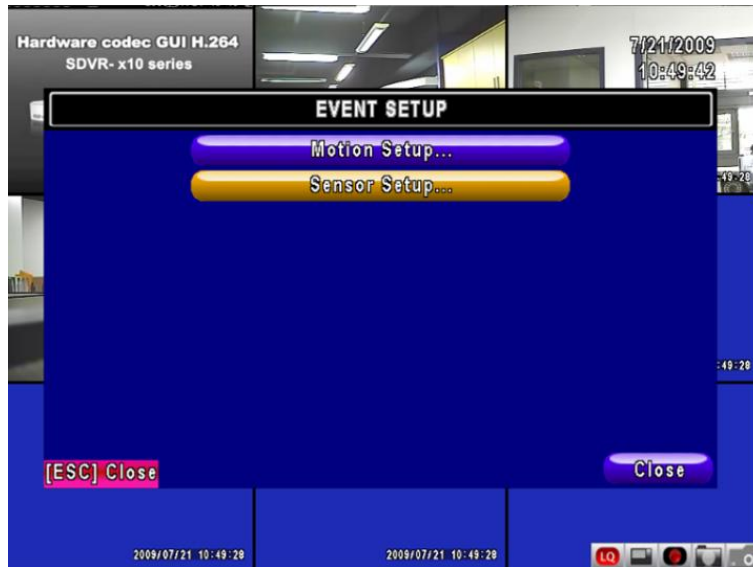 Hardware codec GUI H.264
SDVR- x10 series
7/21/2009
10:49:42
EVENT SETUP
Motion Setup...
Sensor Setup...
:49:28
:49:28
[ESC] Close
Close
2009/07/21 10:49:28
2009/07/21 10:49:28
LQ